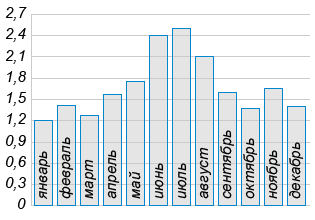 2,7
2,4
2,1
1,8
1,5
1,2
0,9
0,6
0,3
0
январь
февраль
март
апрель
май
июнь
июль
август
сентябрь
октябрь
ноябрь
декабрь